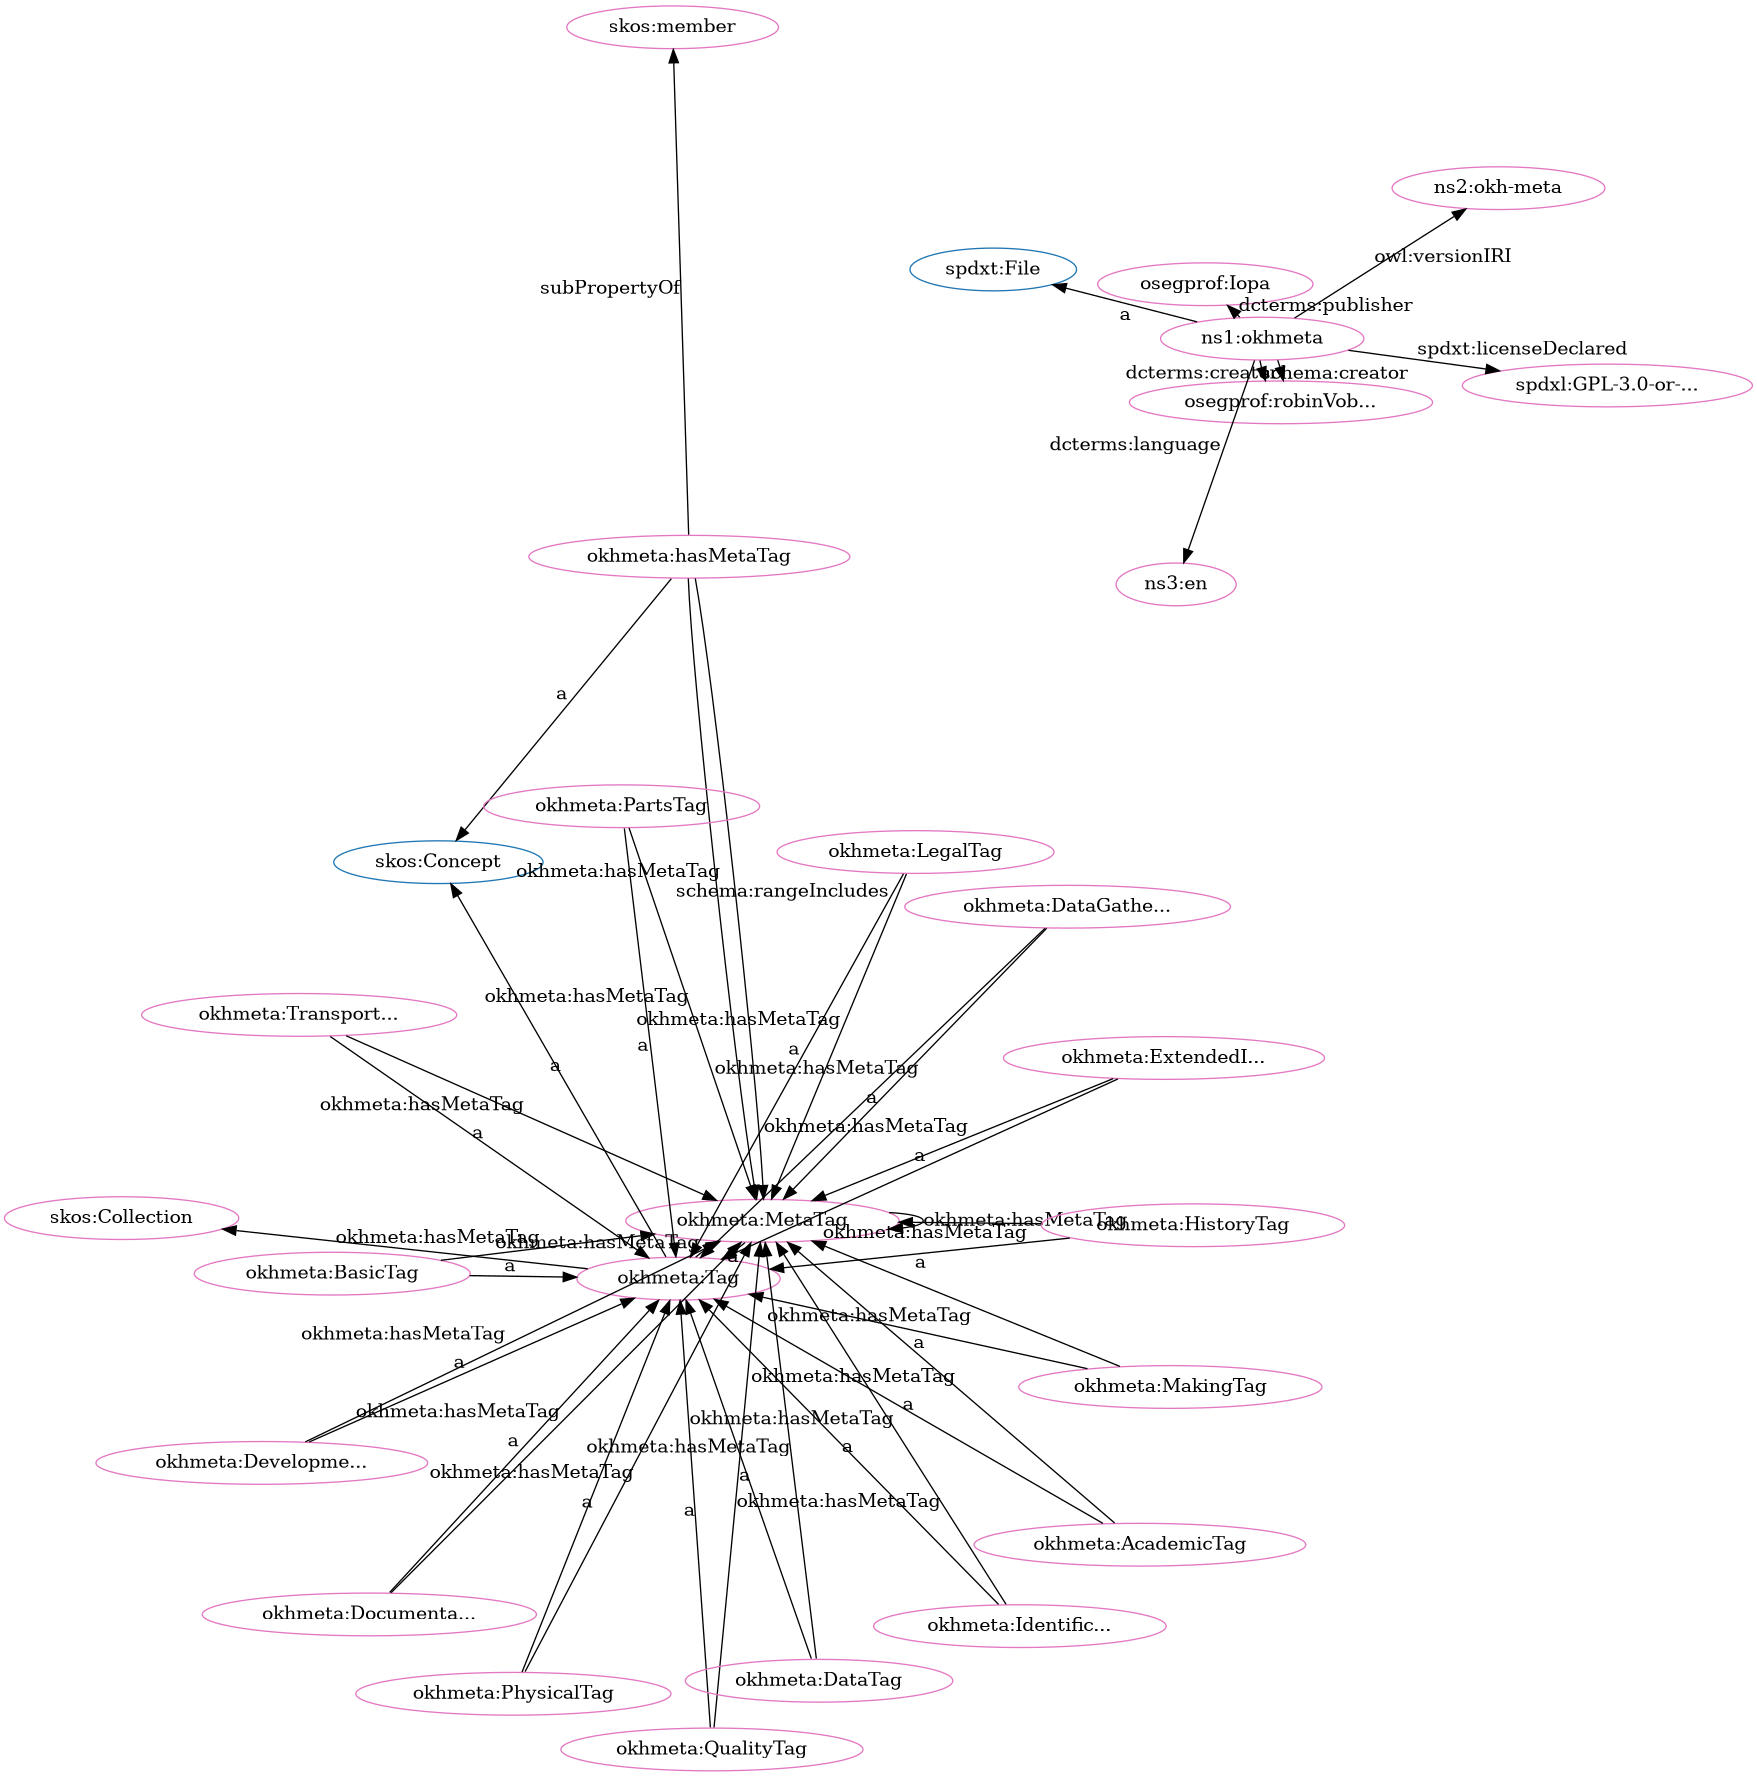 skos:member
ns2:okh-meta
owl:versionIRI
spdxt:File
osegprof:Iopa
subPropertyOf
dcterms:publisher
a
ns1:okhmeta
spdxt:licenseDeclared
dcterms:creator
schema:creator
spdxl:GPL-3.0-or-...
osegprof:robinVob...
dcterms:language
okhmeta:hasMetaTag
ns3:en
a
okhmeta:PartsTag
okhmeta:LegalTag
skos:Concept
okhmeta:hasMetaTag
schema:rangeIncludes
okhmeta:DataGathe...
okhmeta:hasMetaTag
okhmeta:Transport...
okhmeta:hasMetaTag
a
a
okhmeta:ExtendedI...
a
okhmeta:hasMetaTag
okhmeta:hasMetaTag
a
a
okhmeta:hasMetaTag
a
skos:Collection
okhmeta:MetaTag
okhmeta:hasMetaTag
okhmeta:HistoryTag
okhmeta:hasMetaTag
okhmeta:hasMetaTag
okhmeta:hasMetaTag
a
a
a
okhmeta:BasicTag
okhmeta:Tag
okhmeta:hasMetaTag
okhmeta:hasMetaTag
a
a
okhmeta:hasMetaTag
okhmeta:MakingTag
okhmeta:hasMetaTag
a
okhmeta:hasMetaTag
a
okhmeta:hasMetaTag
a
okhmeta:Developme...
okhmeta:hasMetaTag
a
a
okhmeta:hasMetaTag
a
okhmeta:AcademicTag
okhmeta:Documenta...
okhmeta:Identific...
okhmeta:DataTag
okhmeta:PhysicalTag
okhmeta:QualityTag